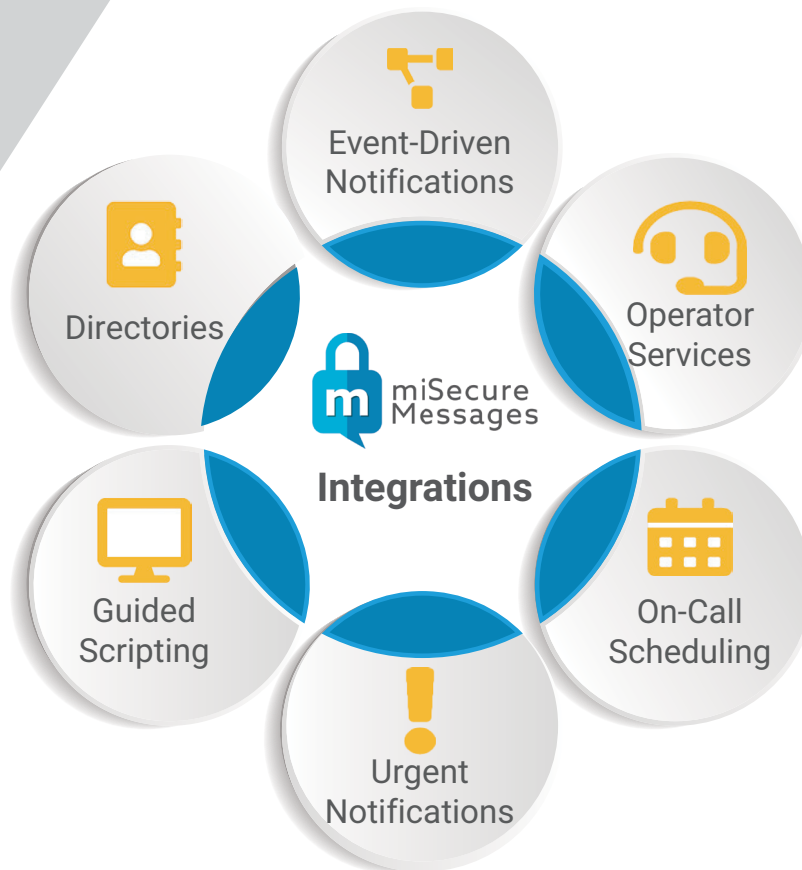 Event-Driven
Notifications
Directories
Operator
Services
m
miSecure
Messages
Integrations
Guided
Scripting
On-Call
Scheduling
Urgent
Notifications